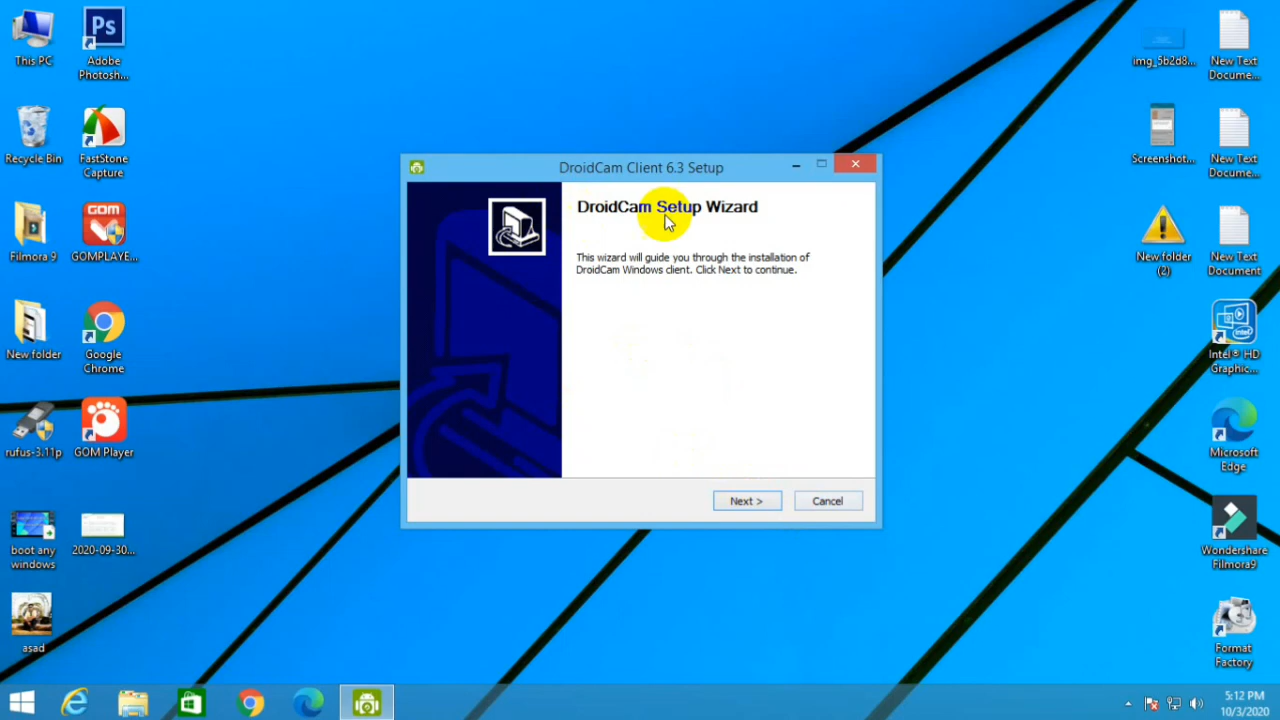 This PC
Ps
Adobe
Photosh...
Recycle Bin
FastStone
Capture
Filmora 9
GOM
GOMPLAYE...
New folder
Google
Chrome
rufus-3.11p
GOM Player
boot any
windows
2020-09-30...
asad
DroidCam Client 6.3 Setup
DroidCam Setup Wizard
This wizard will guide you through the installation of
DroidCam Windows client. Click Next to continue.
Next >
Cancel
img_5b2d8...
New Text
Docume...
Screenshot...
New Text
Docume...
New folder
(2)
New Text
Document
intel
Intel® HD
Graphic...
Microsoft
Edge
Wondershare
Filmora9
Format
Factory
5:12 PM
10/3/2020